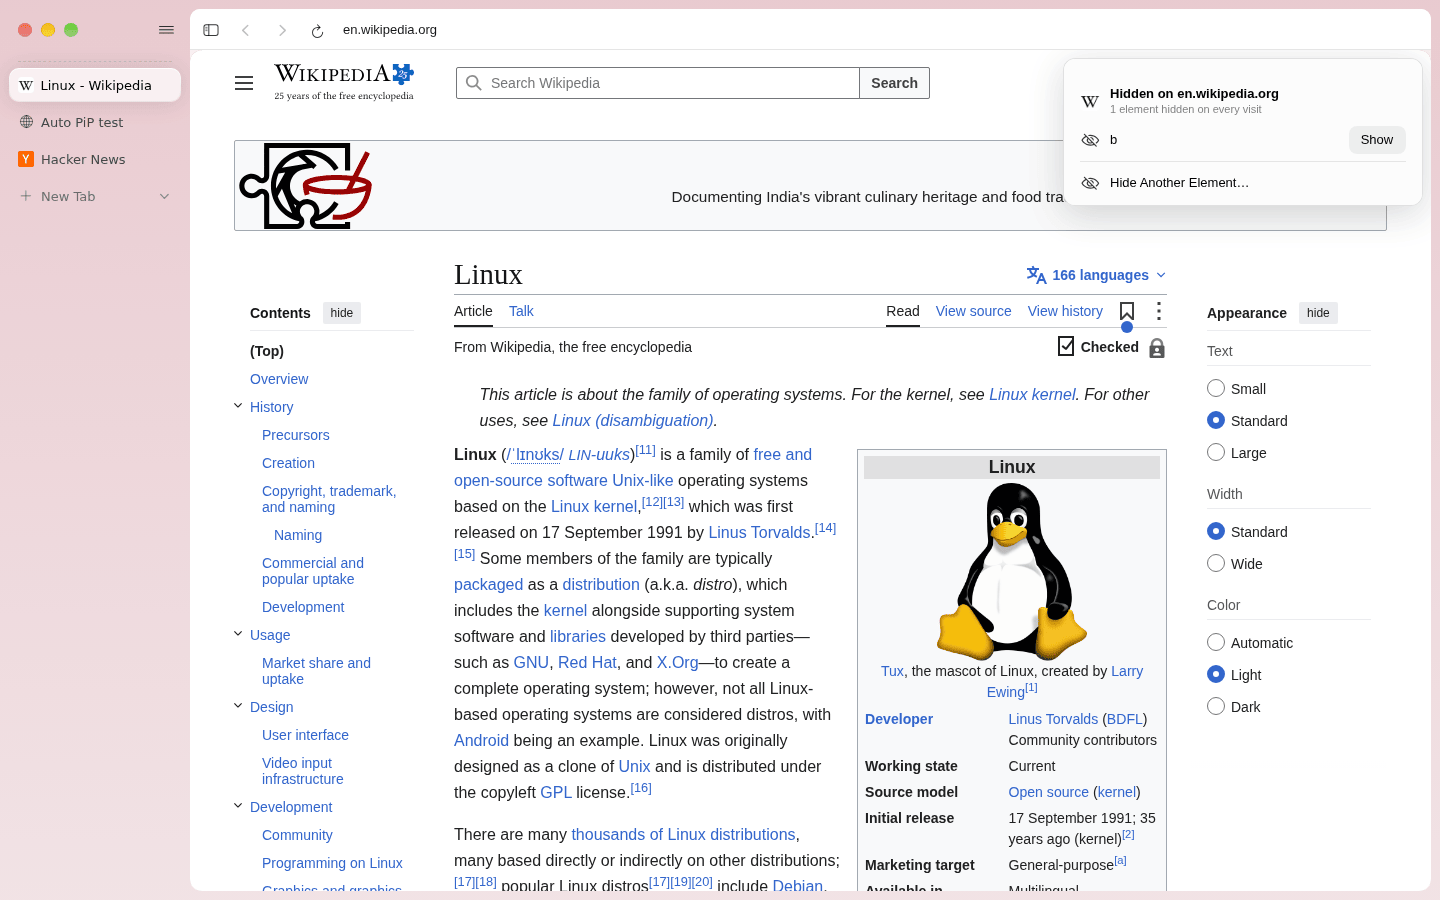 en.wikipedia.org
Linux - Wikipedia
Auto PiP test
Hacker News
New Tab
WIKIPEDIA
25
25 years of the free encyclopedia
Search Wikipedia
Search
Hidden on en.wikipedia.org
1 element hidden on every visit
b
Show
Hide Another Element…
Documenting India's vibrant culinary heritage and food tra
Linux
166 languages
Article
Talk
Read
View source
View history
From Wikipedia, the free encyclopedia
Checked
Contents
hide
(Top)
Overview
History
Precursors
Creation
Copyright, trademark,
and naming
Naming
Commercial and
popular uptake
Development
Usage
Market share and
uptake
Design
User interface
Video input
infrastructure
Development
Community
Programming on Linux
Graphics and graphics
This article is about the family of operating systems. For the kernel, see Linux kernel. For other
uses, see Linux (disambiguation).
Linux (/ˈlɪnʊks/ LIN-uuks)[11] is a family of free and
open-source software Unix-like operating systems
based on the Linux kernel,[12][13] which was first
released on 17 September 1991 by Linus Torvalds.[14]
[15] Some members of the family are typically
packaged as a distribution (a.k.a. distro), which
includes the kernel alongside supporting system
software and libraries developed by third parties—
such as GNU, Red Hat, and X.Org—to create a
complete operating system; however, not all Linux-
based operating systems are considered distros, with
Android being an example. Linux was originally
designed as a clone of Unix and is distributed under
the copyleft GPL license.[16]
There are many thousands of Linux distributions,
many based directly or indirectly on other distributions;
[17][18] popular Linux distros[17][19][20] include Debian,
Linux
Tux, the mascot of Linux, created by Larry
Ewing[1]
Developer
Linus Torvalds (BDFL)
Community contributors
Working state
Current
Source model
Open source (kernel)
Initial release
17 September 1991; 35
years ago (kernel)[2]
Marketing target
General-purpose[a]
Available in
Multilingual
Appearance
hide
Text
Small
Standard
Large
Width
Standard
Wide
Color
Automatic
Light
Dark